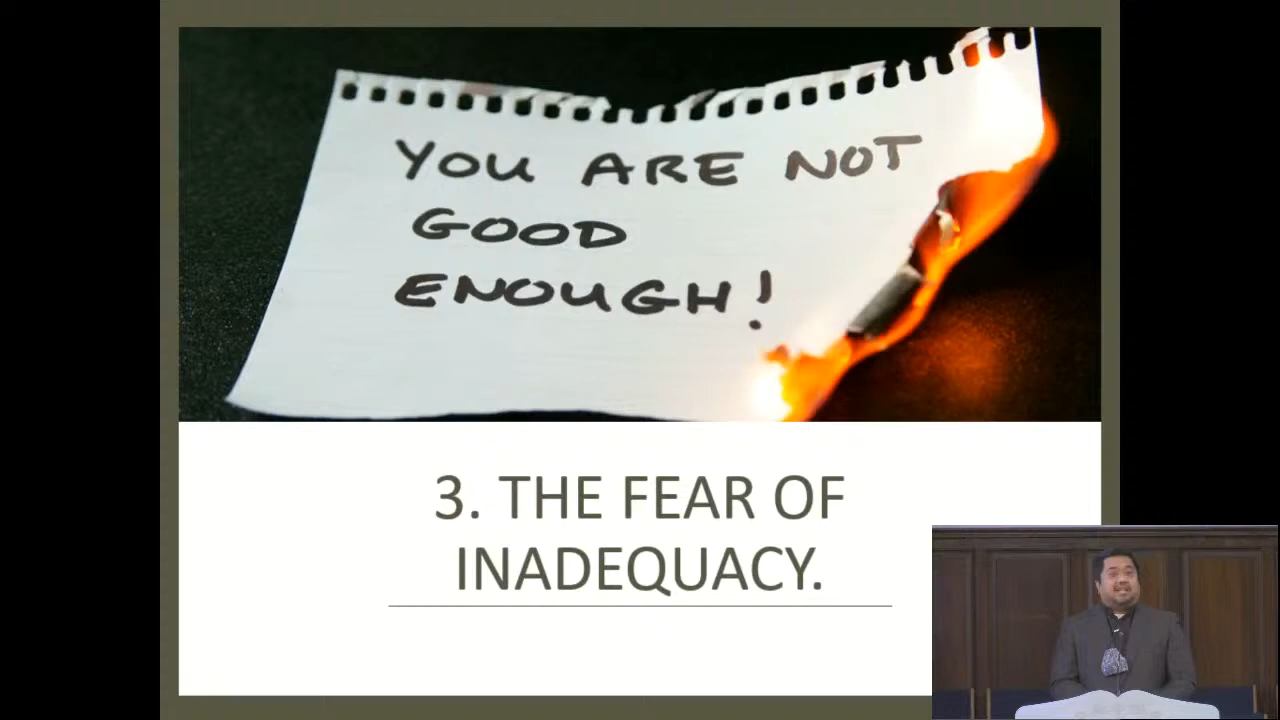 YOU ARE NOT
GOOD
ENOUGH!
3. THE FEAR OF
INADEQUACY.